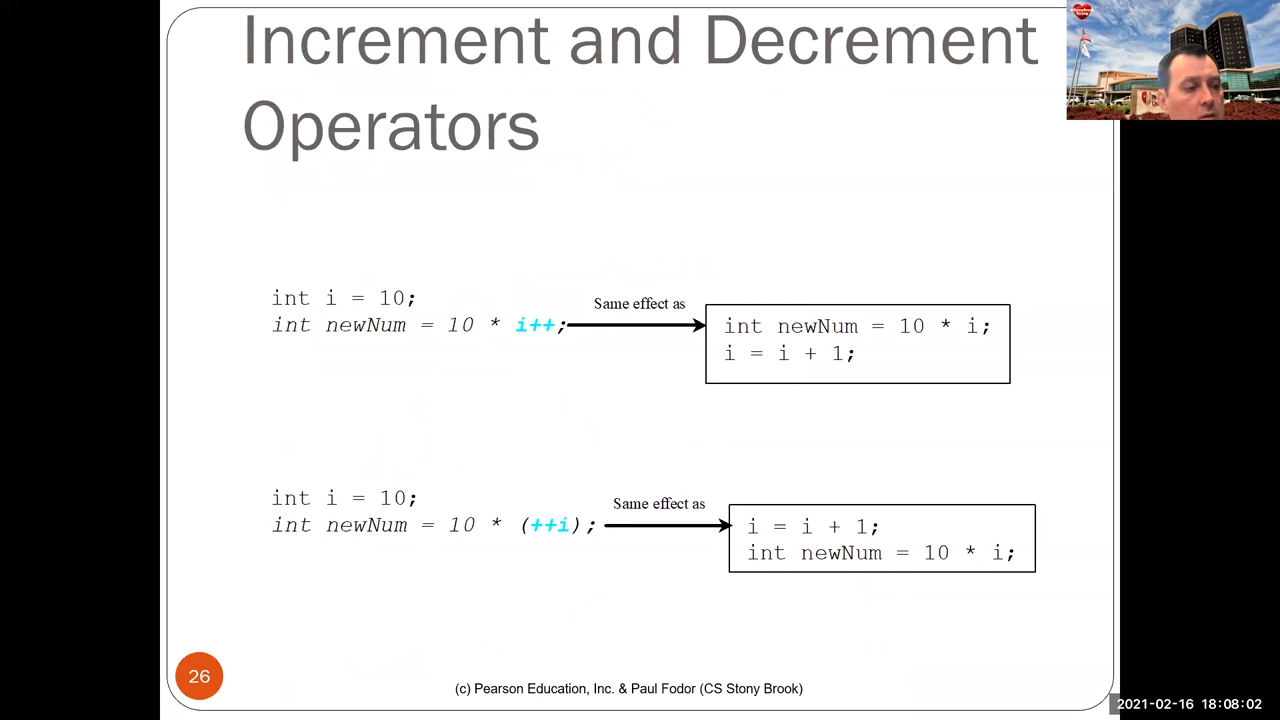 Increment and Decrement
Operators
int i = 10;
int newNum = 10 * i++;
Same effect as
int newNum = 10 * i;
i = i + 1;
int i = 10;
int newNum = 10 * (++i);
Same effect as
i = i + 1;
int newNum = 10 * i;
26
(c) Pearson Education, Inc. & Paul Fodor (CS Stony Brook)
2021-02-16 18:08:02